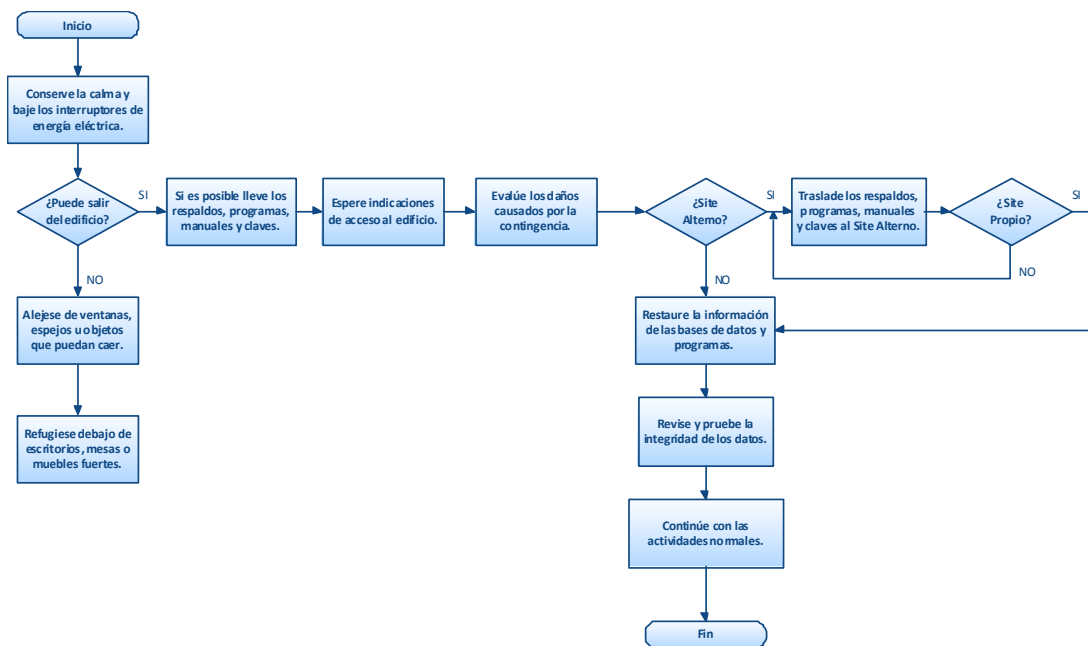 Inicio
Conserve la calma y
baje los interruptores de
energía eléctrica.
¿Puede salir
del edificio?
SI
Si es posible lleve los
respaldos, programas,
manuales y claves.
Espere indicaciones
de acceso al edificio.
Evalúe los daños
causados por la
contingencia.
¿Site
Alterno?
SI
Traslade los respaldos,
programas, manuales
y claves al Site Alterno.
¿Site
Propio?
SI
NO
NO
NO
Alejese de ventanas,
espejos u objetos
que puedan caer.
Restaure la información
de las bases de datos y
programas.
Refugiese debajo de
escritorios, mesas o
muebles fuertes.
Revise y pruebe la
integridad de los datos.
Continúe con las
actividades normales.
Fin